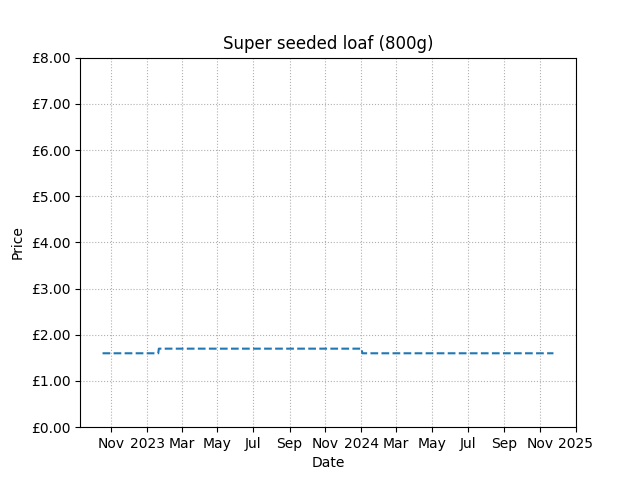 Super seeded loaf (800g)
£8.00
£7.00
£6.00
£5.00
£4.00
£3.00
£2.00
£1.00
£0.00
Price
Nov 2023 Mar May Jul Sep Nov 2024 Mar May Jul Sep Nov 2025
Date